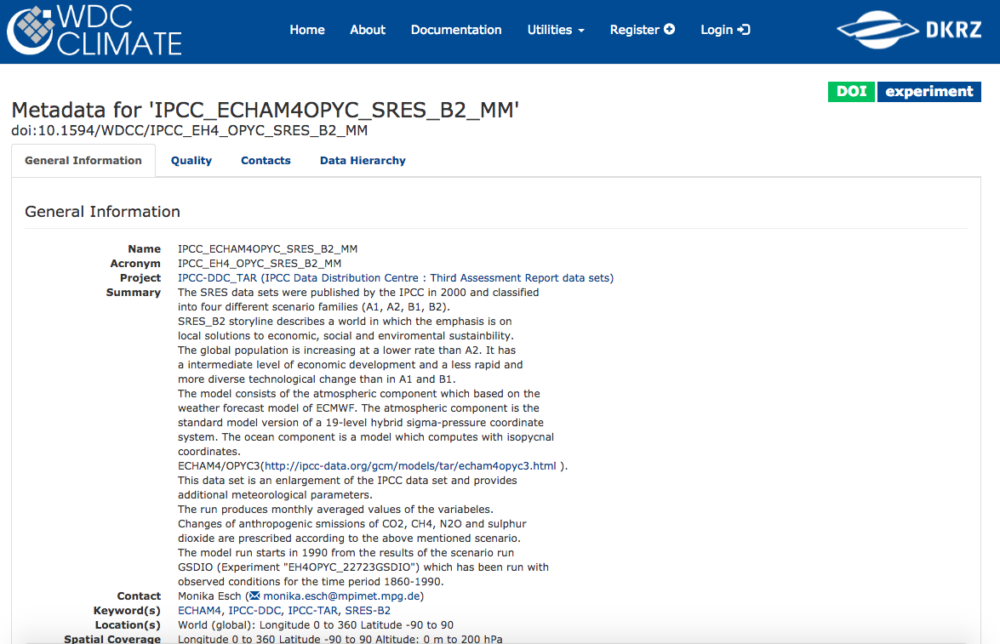 WDC
CLIMATE
Home About Documentation Utilities Register Login
DKRZ
DOI experiment
Metadata for 'IPCC_ECHAM4OPYC_SRES_B2_MM'
doi:10.1594/WDCC/IPCC_EH4_OPYC_SRES_B2_MM
General Information Quality Contacts Data Hierarchy
General Information
Name IPCC_ECHAM4OPYC_SRES_B2_MM
Acronym IPCC_EH4_OPYC_SRES_B2_MM
Project IPCC-DDC_TAR (IPCC Data Distribution Centre : Third Assessment Report data sets)
Summary The SRES data sets were published by the IPCC in 2000 and classified
into four different scenario families (A1, A2, B1, B2).
SRES_B2 storyline describes a world in which the emphasis is on
local solutions to economic, social and enviromental sustainbility.
The global population is increasing at a lower rate than A2. It has
a intermediate level of economic development and a less rapid and
more diverse technological change than in A1 and B1.
The model consists of the atmospheric component which based on the
weather forecast model of ECMWF. The atmospheric component is the
standard model version of a 19-level hybrid sigma-pressure coordinate
system. The ocean component is a model which computes with isopycnal
coordinates.
ECHAM4/OPYC3(http://ipcc-data.org/gcm/models/tar/echam4opyc3.html ).
This data set is an enlargement of the IPCC data set and provides
additional meteorological parameters.
The run produces monthly averaged values of the variabeles.
Changes of anthropogenic smissions of CO2, CH4, N2O and sulphur
dioxide are prescribed according to the above mentioned scenario.
The model run starts in 1990 from the results of the scenario run
GSDIO (Experiment "EH4OPYC_22723GSDIO") which has been run with
observed conditions for the time period 1860-1990.
Contact Monika Esch (monika.esch@mpimet.mpg.de)
Keyword(s) ECHAM4, IPCC-DDC, IPCC-TAR, SRES-B2
Location(s) World (global): Longitude 0 to 360 Latitude -90 to 90
Spatial Coverage Longitude 0 to 360 Latitude -90 to 90 Altitude: 0 m to 200 hPa